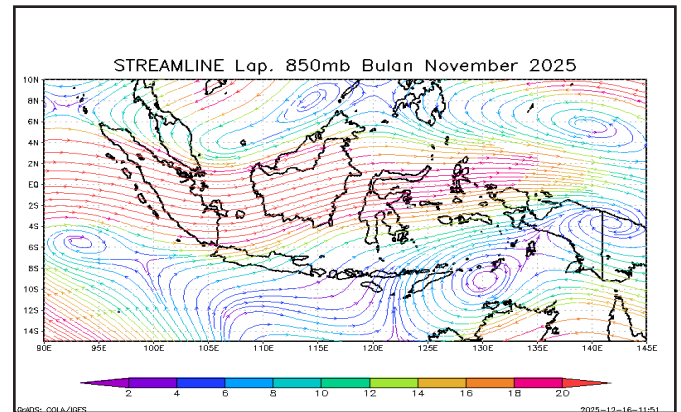 STREAMLINE Lap. 850mb Bulan November 2025
10N
8N
6N
4N
2N
EQ
2S
4S
6S
8S
10S
12S
14S
90E 95E 100E 105E 110E 115E 120E 125E 130E 135E 140E 145E
2 4 6 8 10 12 14 16 18 20
GrADS: COLA/IGES 2025-12-16-11:51